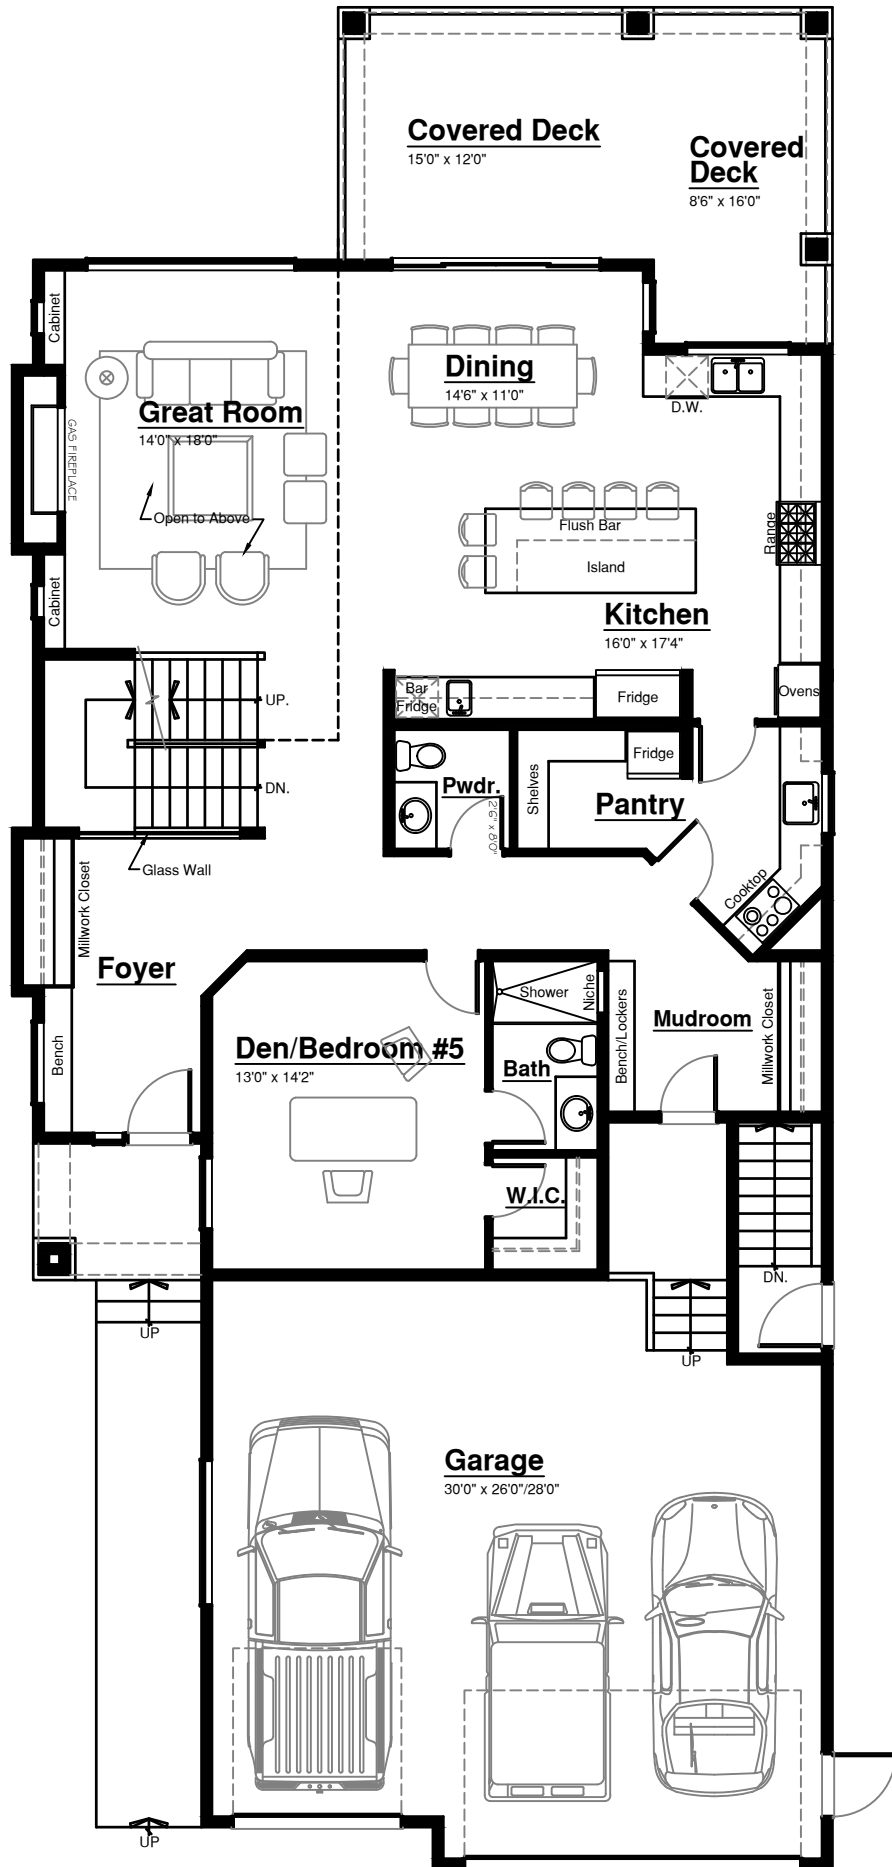 Covered Deck
15'0" x 12'0"
Covered
Deck
8'6" x 16'0"
Cabinet
Great Room
14'0" x 18'0"
GAS FIREPLACE
Open to Above
Cabinet
Dining
14'6" x 11'0"
D.W.
Range
Flush Bar
Island
Kitchen
16'0" x 17'4"
Bar
Fridge
Fridge
Ovens
UP.
DN.
Glass Wall
Pwdr.
2'6" x 8'0"
Shelves
Fridge
Pantry
Cooktop
Millwork Closet
Foyer
Bench
Den/Bedroom #5
13'0" x 14'2"
Shower
Niche
Bath
W.I.C.
Bench/Lockers
Mudroom
Millwork Closet
DN.
UP
UP
Garage
30'0" x 26'0"/28'0"
UP